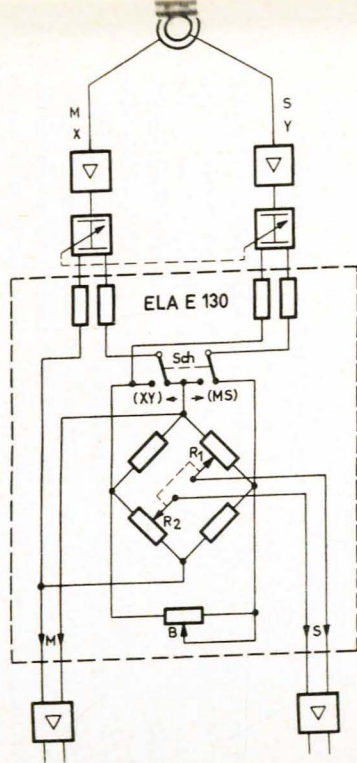 M S
X Y
ELA E 130
Sch
(XY) (MS)
R1
R2
B
M S